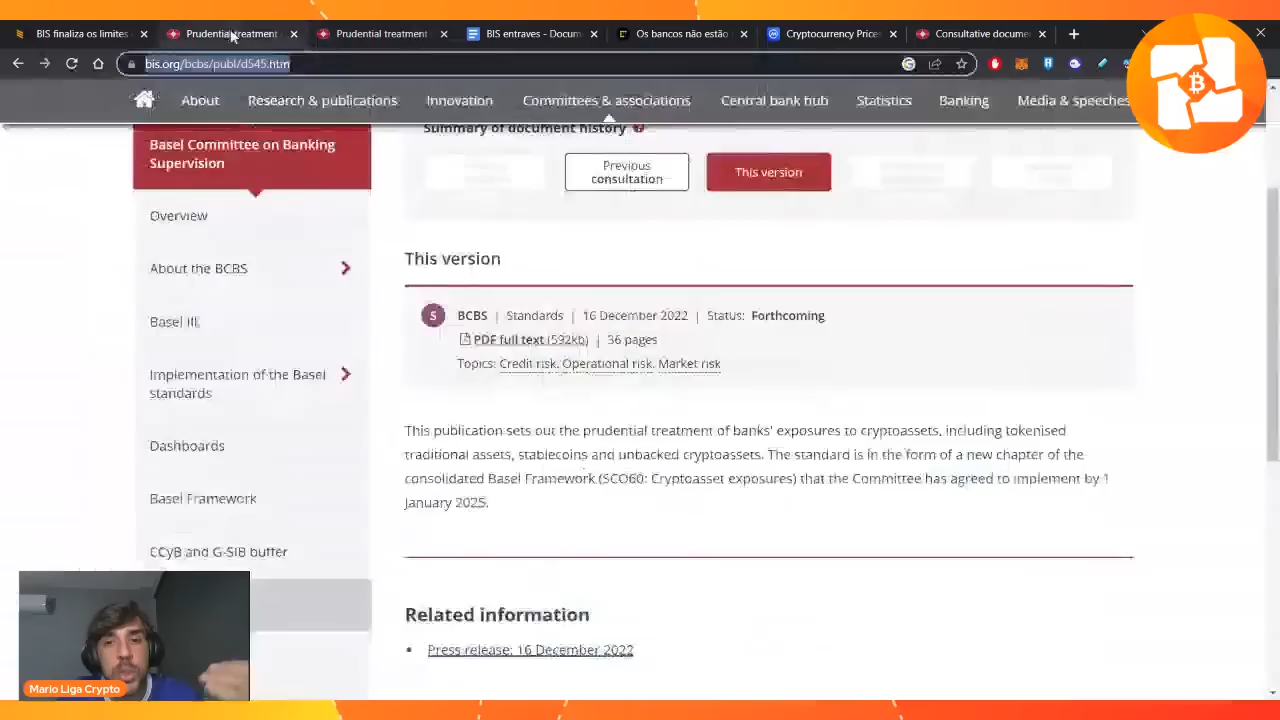 BIS finaliza os limites
Prudential treatment
Prudential treatment
BIS entraves - Docum
Os bancos não estão
Cryptocurrency Prices
Consultative docume
bis.org/bcbs/publ/d545.htm
About
Research & publications
Innovation
Committees & associations
Central bank hub
Statistics
Banking
Media & speeches
Basel Committee on Banking
Supervision
Overview
About the BCBS
Basel III
Implementation of the Basel
standards
Dashboards
Basel Framework
CCyB and G-SIB buffer
Summary of document history
Previous
consultation
This version
This version
S
BCBS | Standards | 16 December 2022 | Status: Forthcoming
PDF full text (592kb) | 36 pages
Topics: Credit risk, Operational risk, Market risk
This publication sets out the prudential treatment of banks' exposures to cryptoassets, including tokenised
traditional assets, stablecoins and unbacked cryptoassets. The standard is in the form of a new chapter of the
consolidated Basel Framework (SCO60: Cryptoasset exposures) that the Committee has agreed to implement by 1
January 2025.
Related information
• Press release: 16 December 2022
Mario Liga Crypto